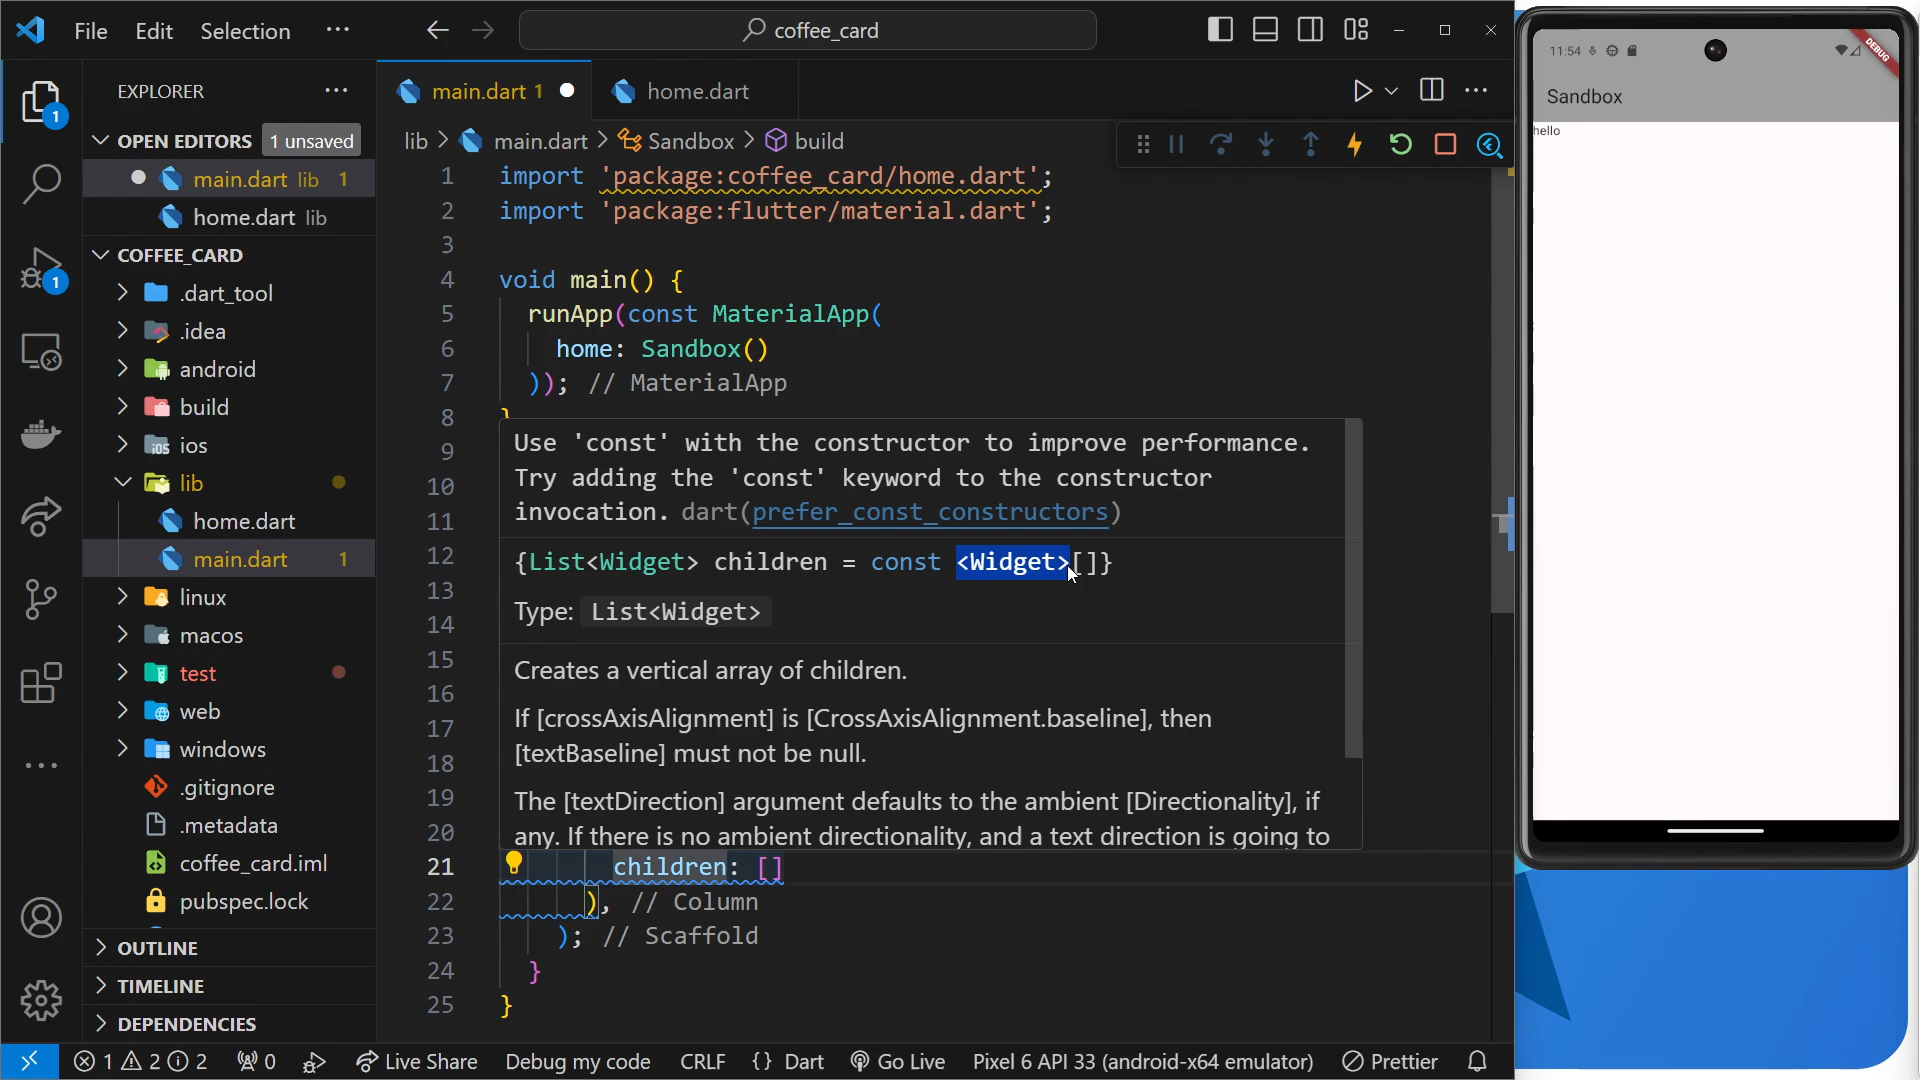 File Edit Selection ···
coffee_card
EXPLORER
OPEN EDITORS 1 unsaved
main.dart lib 1
home.dart lib
COFFEE_CARD
.dart_tool
.idea
android
build
ios
lib
home.dart
main.dart 1
linux
macos
test
web
windows
.gitignore
.metadata
coffee_card.iml
pubspec.lock
OUTLINE
TIMELINE
DEPENDENCIES
1
1
main.dart 1
home.dart
lib > main.dart > Sandbox > build
1 import 'package:coffee_card/home.dart';
2 import 'package:flutter/material.dart';
3
4 void main() {
5 runApp(const MaterialApp(
6 home: Sandbox()
7 )); // MaterialApp
8 }
9
10
11
12
13
14
15
16
17
18
19
20
Use 'const' with the constructor to improve performance.
Try adding the 'const' keyword to the constructor
invocation. dart(prefer_const_constructors)
{List<Widget> children = const <Widget>[]}
Type: List<Widget>
Creates a vertical array of children.
If [crossAxisAlignment] is [CrossAxisAlignment.baseline], then
[textBaseline] must not be null.
The [textDirection] argument defaults to the ambient [Directionality], if
any. If there is no ambient directionality, and a text direction is going to
21 children: []
22 ), // Column
23 ); // Scaffold
24 }
25 }
1 2 2 0 Live Share Debug my code CRLF {} Dart Go Live Pixel 6 API 33 (android-x64 emulator) Prettier
11:54
DEBUG
Sandbox
hello